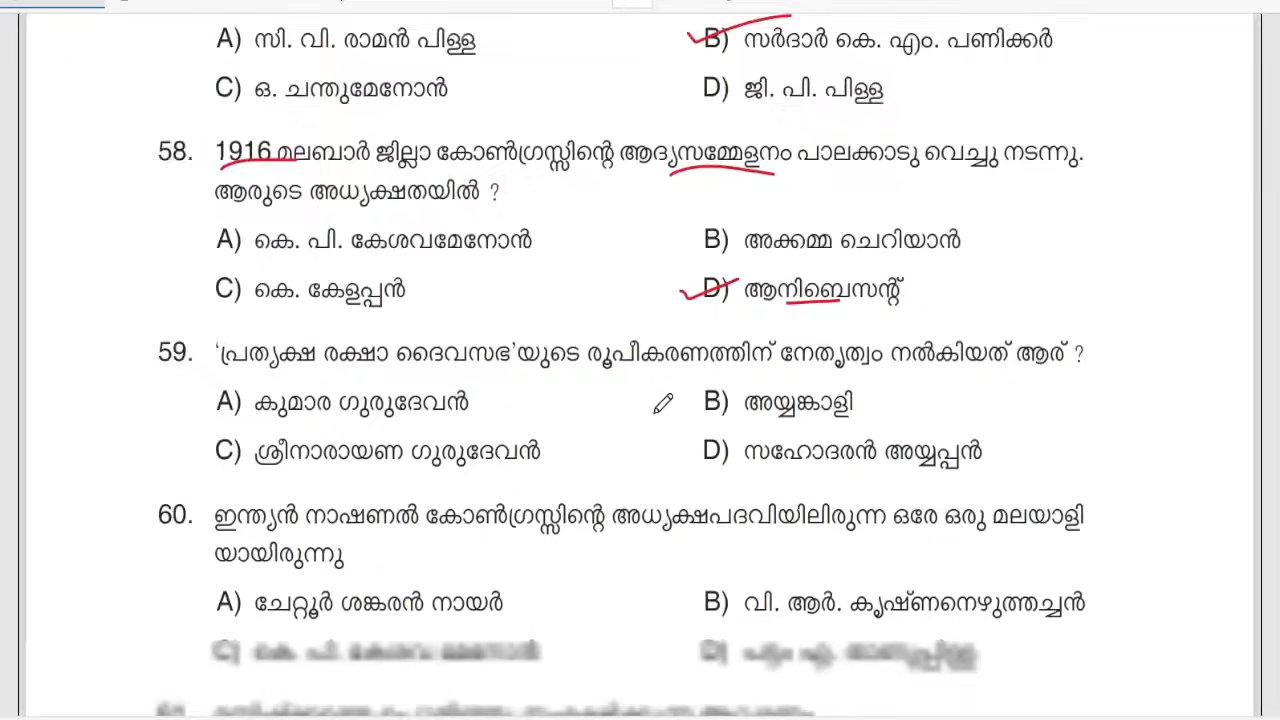 A) സി. വി. രാമൻ പിള്ള B) സർദാർ കെ. എം. പണിക്കർ
C) ഒ. ചന്തുമേനോൻ D) ജി. പി. പിള്ള
58. 1916 മലബാർ ജില്ലാ കോൺഗ്രസ്സിന്റെ ആദ്യസമ്മേളനം പാലക്കാടു വെച്ചു നടന്നു.
ആരുടെ അധ്യക്ഷതയിൽ ?
A) കെ. പി. കേശവമേനോൻ B) അക്കമ്മ ചെറിയാൻ
C) കെ. കേളപ്പൻ D) ആനിബെസന്റ്
59. ‘പ്രത്യക്ഷ രക്ഷാ ദൈവസഭ’യുടെ രൂപീകരണത്തിന് നേതൃത്വം നൽകിയത് ആര് ?
A) കുമാര ഗുരുദേവൻ B) അയ്യങ്കാളി
C) ശ്രീനാരായണ ഗുരുദേവൻ D) സഹോദരൻ അയ്യപ്പൻ
60. ഇന്ത്യൻ നാഷണൽ കോൺഗ്രസ്സിന്റെ അധ്യക്ഷപദവിയിലിരുന്ന ഒരേ ഒരു മലയാളി
യായിരുന്നു
A) ചേറ്റൂർ ശങ്കരൻ നായർ B) വി. ആർ. കൃഷ്ണനെഴുത്തച്ചൻ
C) കെ. പി. കേശവ മേനോൻ D)